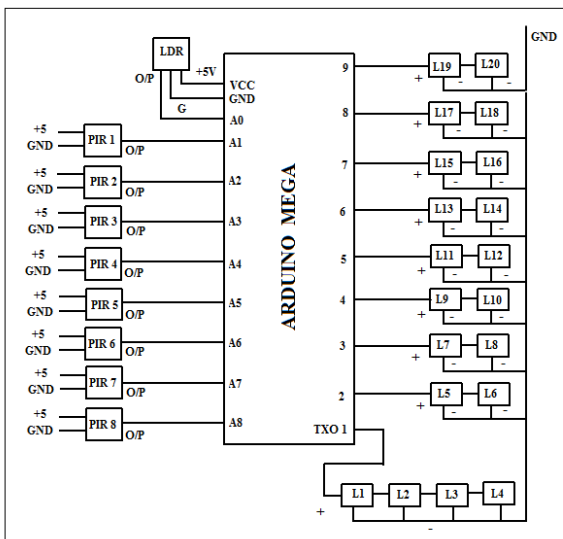 LDR
O/P
+5V
G
VCC
GND
A0
A1
A2
A3
A4
A5
A6
A7
A8
ARDUINO MEGA
9
8
7
6
5
4
3
2
TXO 1
+5
GND
PIR 1
O/P
+5
GND
PIR 2
O/P
+5
GND
PIR 3
O/P
+5
GND
PIR 4
O/P
+5
GND
PIR 5
O/P
+5
GND
PIR 6
O/P
+5
GND
PIR 7
O/P
+5
GND
PIR 8
O/P
GND
+ L19 - L20 -
+ L17 - L18 -
+ L15 - L16 -
+ L13 - L14 -
+ L11 - L12 -
+ L9 - L10 -
+ L7 - L8 -
+ L5 - L6 -
+ L1 L2 L3 L4
-